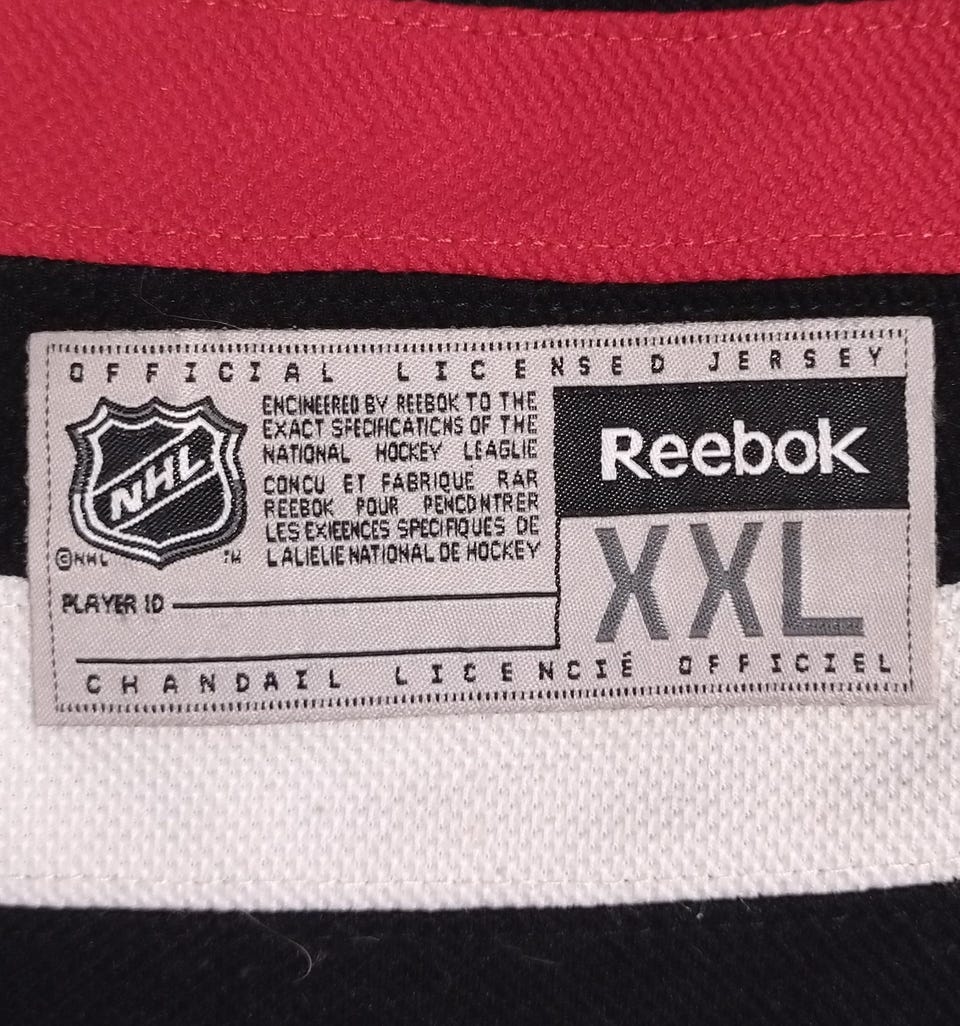 OFFICIAL LICENSED JERSEY
NHL
©NHL
TM
ENGINEERED BY REEBOK TO THE
EXACT SPECIFICATICNS OF THE
NATIONAL HOCKEY LEAGLIE
CONCU ET FABRIQUE RAR
REEBOK POUR PENCONTRER
LES EXIEENCES SPECIFIQUES DE
LALIELIE NATIONAL DE HOCKEY
Reebok
XXL
PLAYER ID
CHANDAIL LICENCIÉ OFFICIEL